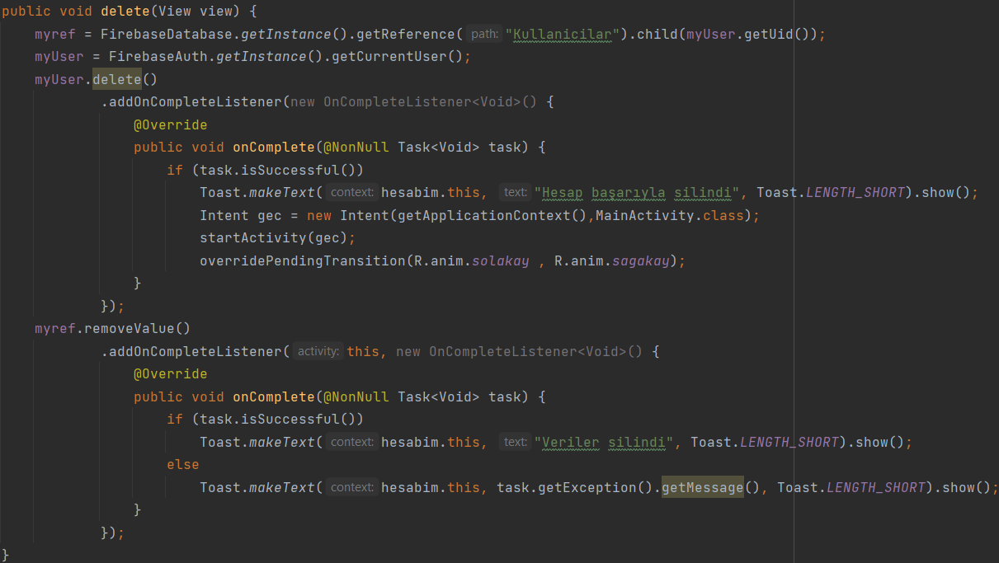 public void delete(View view) {
myref = FirebaseDatabase.getInstance().getReference( path: "Kullanicilar").child(myUser.getUid());
myUser = FirebaseAuth.getInstance().getCurrentUser();
myUser.delete()
.addOnCompleteListener(new OnCompleteListener<Void>() {
@Override
public void onComplete(@NonNull Task<Void> task) {
if (task.isSuccessful())
Toast.makeText( context: hesabim.this, text: "Hesap başarıyla silindi", Toast.LENGTH_SHORT).show();
Intent gec = new Intent(getApplicationContext(),MainActivity.class);
startActivity(gec);
overridePendingTransition(R.anim.solakay , R.anim.sagakay);
}
});
myref.removeValue()
.addOnCompleteListener( activity: this, new OnCompleteListener<Void>() {
@Override
public void onComplete(@NonNull Task<Void> task) {
if (task.isSuccessful())
Toast.makeText( context: hesabim.this, text: "Veriler silindi", Toast.LENGTH_SHORT).show();
else
Toast.makeText( context: hesabim.this, task.getException().getMessage(), Toast.LENGTH_SHORT).show();
}
});
}